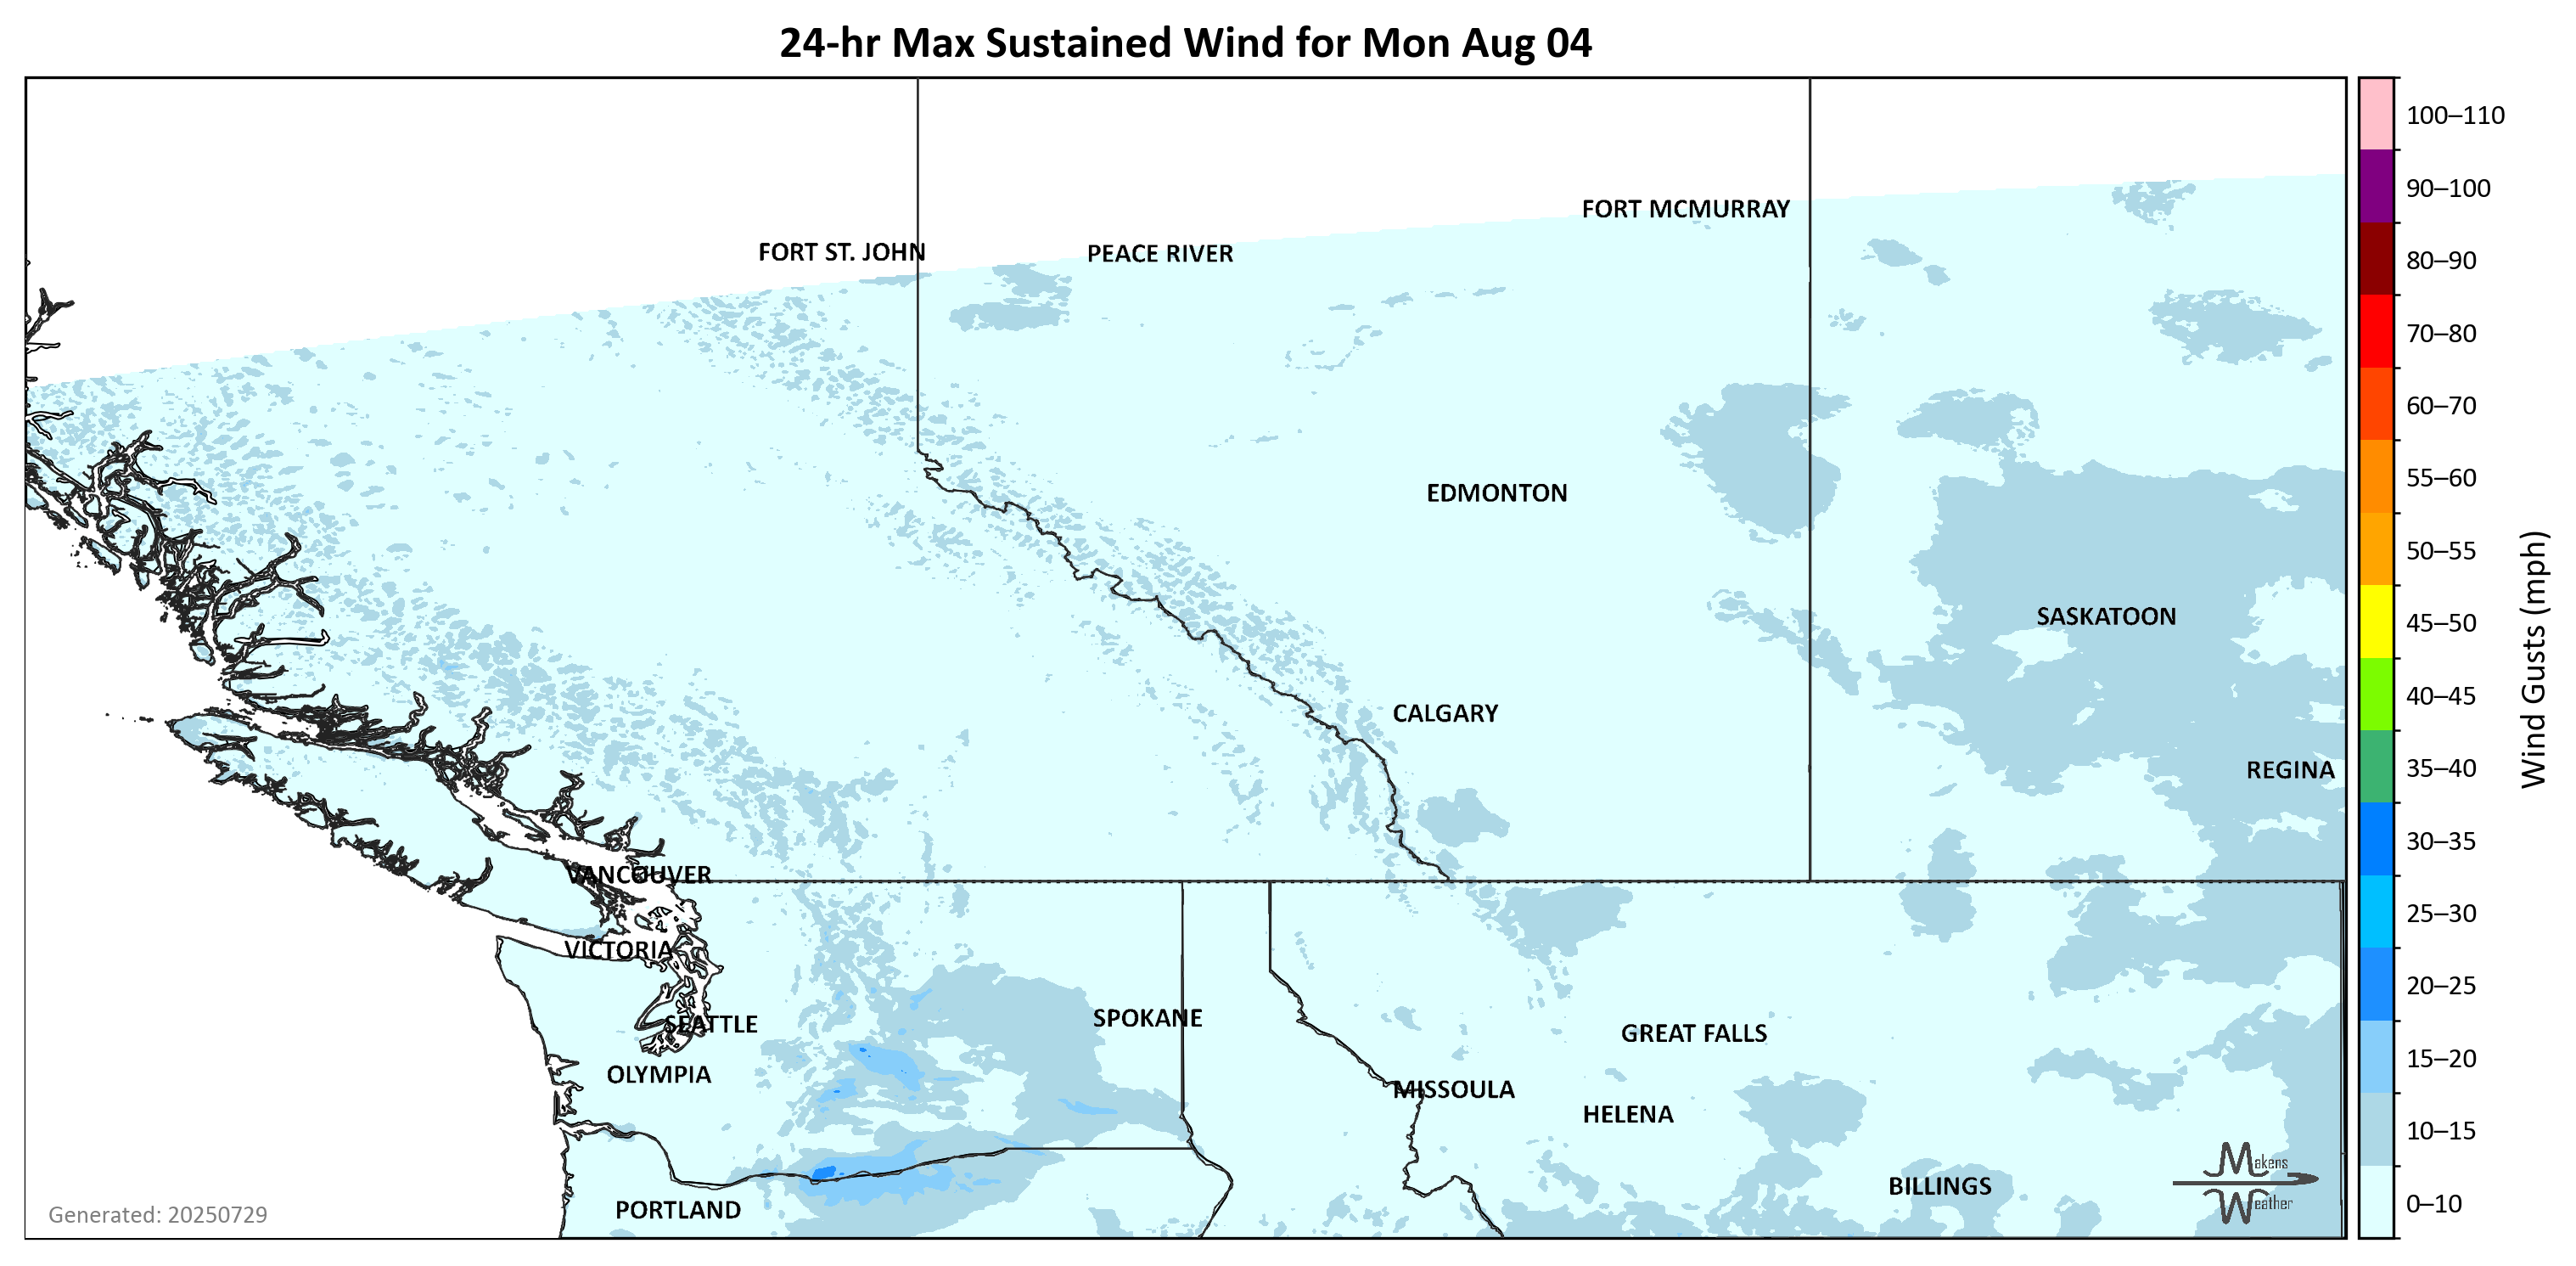 24-hr Max Sustained Wind for Mon Aug 04
100–110
90–100
80–90
70–80
60–70
55–60
50–55
45–50
40–45
35–40
30–35
25–30
20–25
15–20
10–15
0–10
Wind Gusts (mph)
FORT MCMURRAY
FORT ST. JOHN
PEACE RIVER
EDMONTON
SASKATOON
CALGARY
REGINA
VANCOUVER
VICTORIA
SEATTLE
SPOKANE
GREAT FALLS
OLYMPIA
MISSOULA
HELENA
BILLINGS
PORTLAND
Makens
Weather
Generated: 20250729